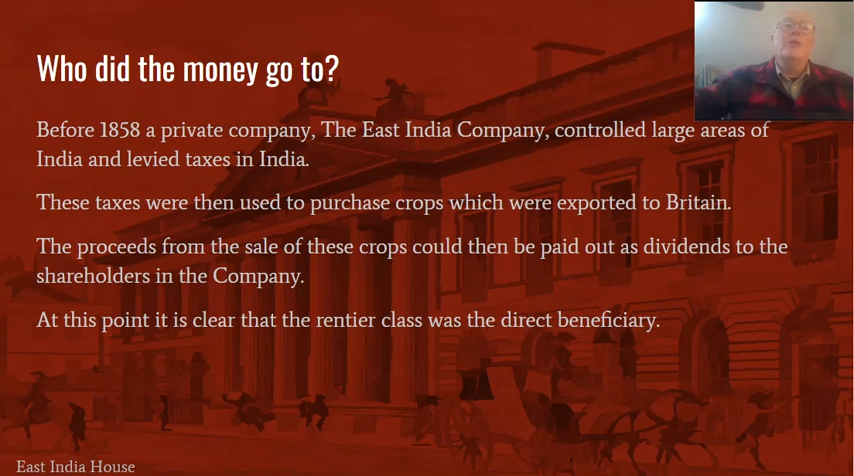 Who did the money go to?
Before 1858 a private company, The East India Company, controlled large areas of
India and levied taxes in India.
These taxes were then used to purchase crops which were exported to Britain.
The proceeds from the sale of these crops could then be paid out as dividends to the
shareholders in the Company.
At this point it is clear that the rentier class was the direct beneficiary.
East India House